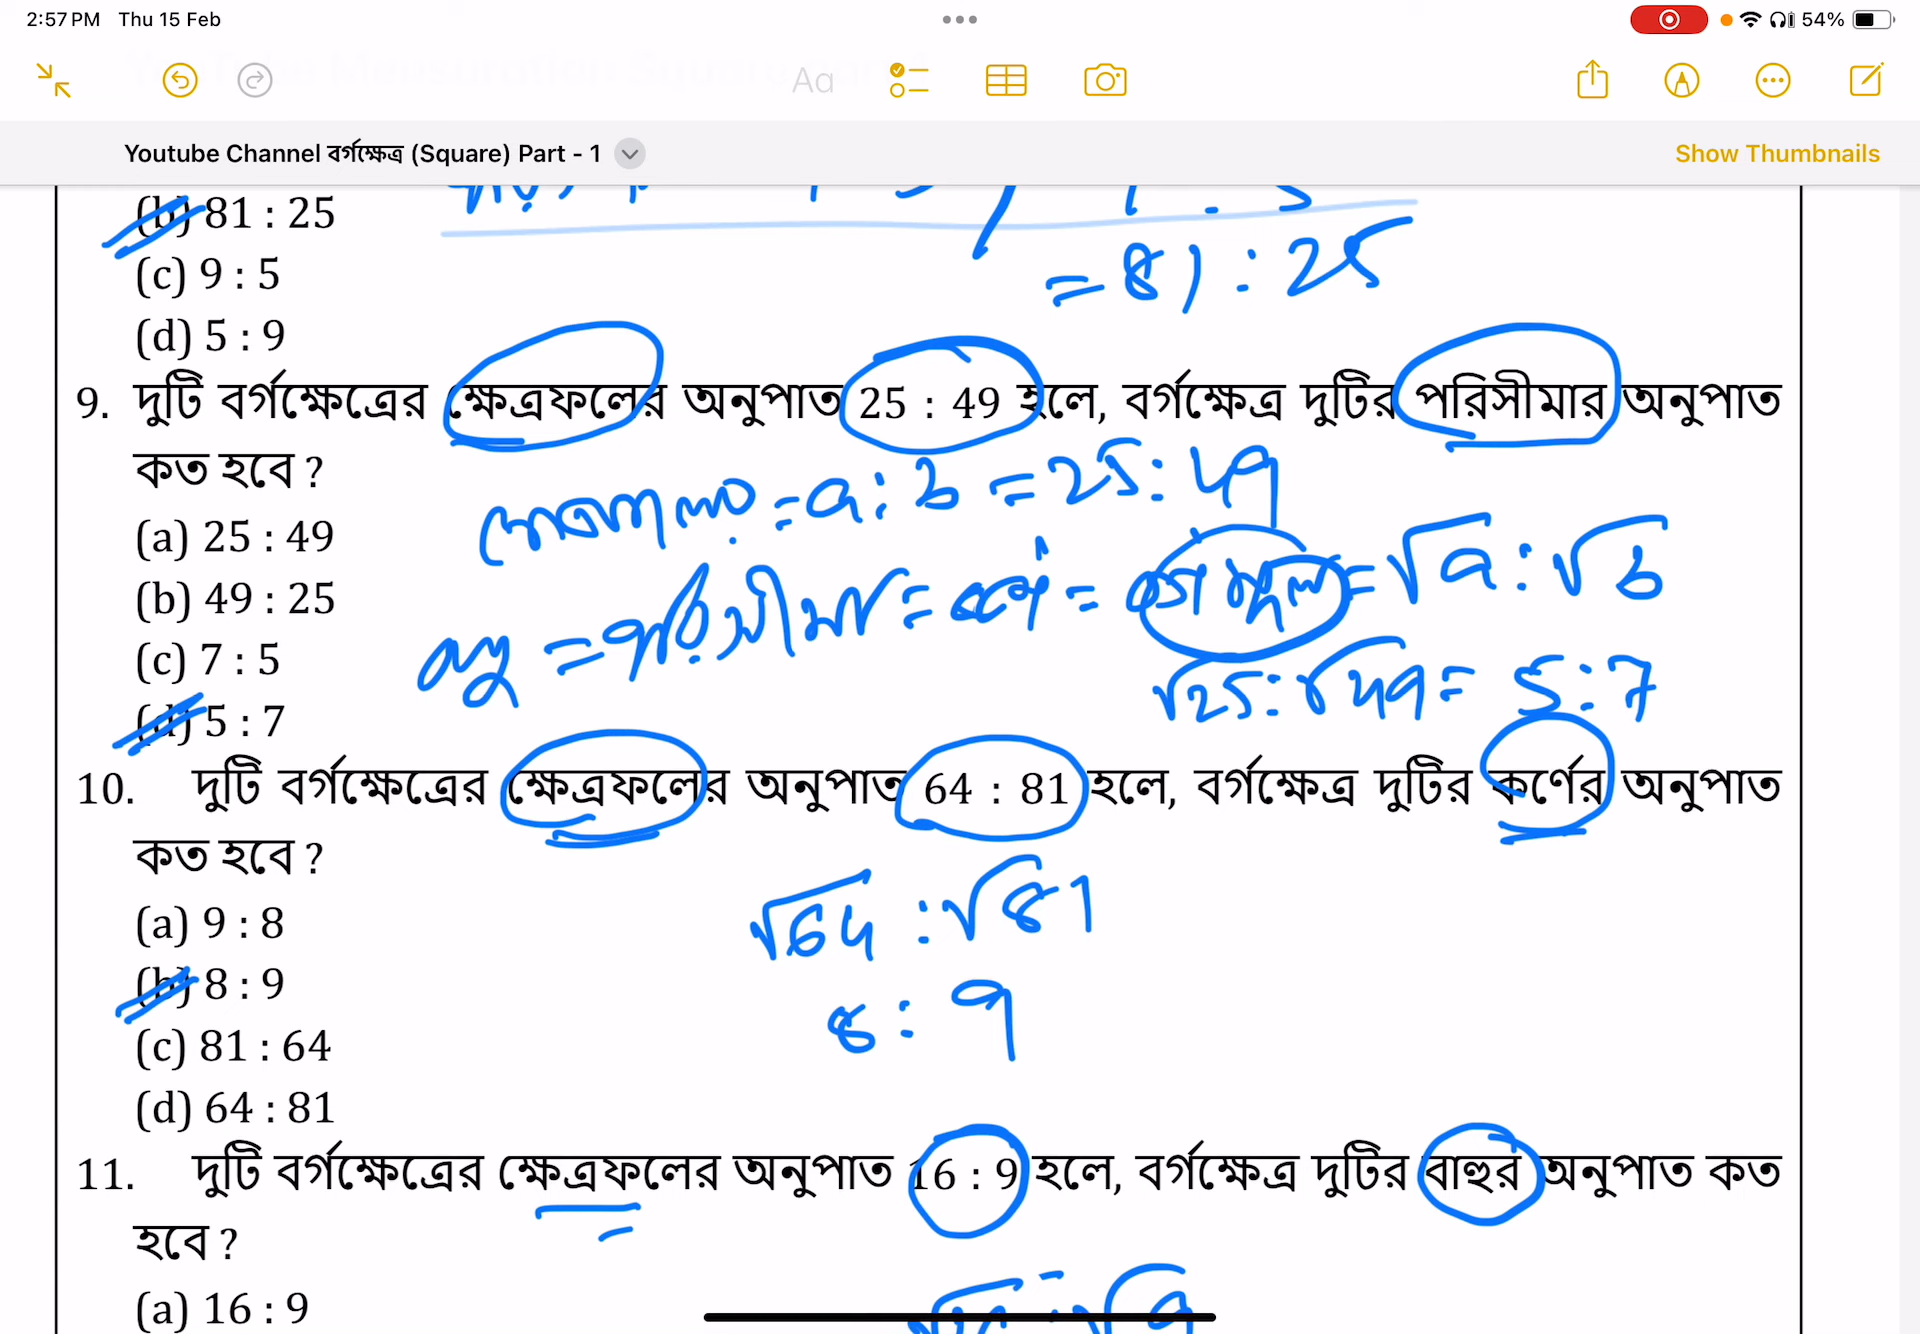 2:57 PM Thu 15 Feb 54%
Aa
Youtube Channel বর্গক্ষেত্র (Square) Part - 1 Show Thumbnails
(b) 81 : 25
(c) 9 : 5
= 81 : 25
(d) 5 : 9
9. দুটি বর্গক্ষেত্রের ক্ষেত্রফলের অনুপাত 25 : 49 হলে, বর্গক্ষেত্র দুটির পরিসীমার অনুপাত
কত হবে ?
= a : b = 25 : 49
(a) 25 : 49
(b) 49 : 25
= পরিসীমার = কর্ণ = = √a : √b
(c) 7 : 5
√25 : √49 = 5 : 7
(d) 5 : 7
10. দুটি বর্গক্ষেত্রের ক্ষেত্রফলের অনুপাত 64 : 81 হলে, বর্গক্ষেত্র দুটির কর্ণের অনুপাত
কত হবে ?
(a) 9 : 8
√64 : √81
(b) 8 : 9
8 : 9
(c) 81 : 64
(d) 64 : 81
11. দুটি বর্গক্ষেত্রের ক্ষেত্রফলের অনুপাত 16 : 9 হলে, বর্গক্ষেত্র দুটির বাহুর অনুপাত কত
হবে ?
(a) 16 : 9